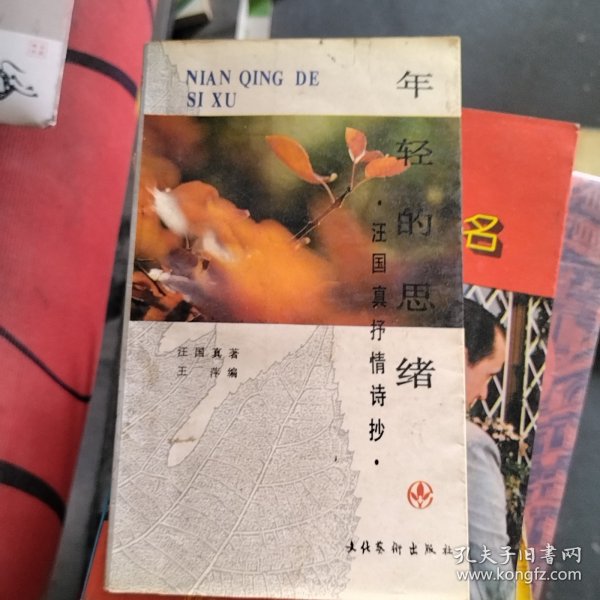 NIAN QING DE
SI XU
年轻的思绪
·汪国真抒情诗抄·
汪国真著
王萍编
文化艺术出版社
名
孔夫子旧书网
www.kongfz.com